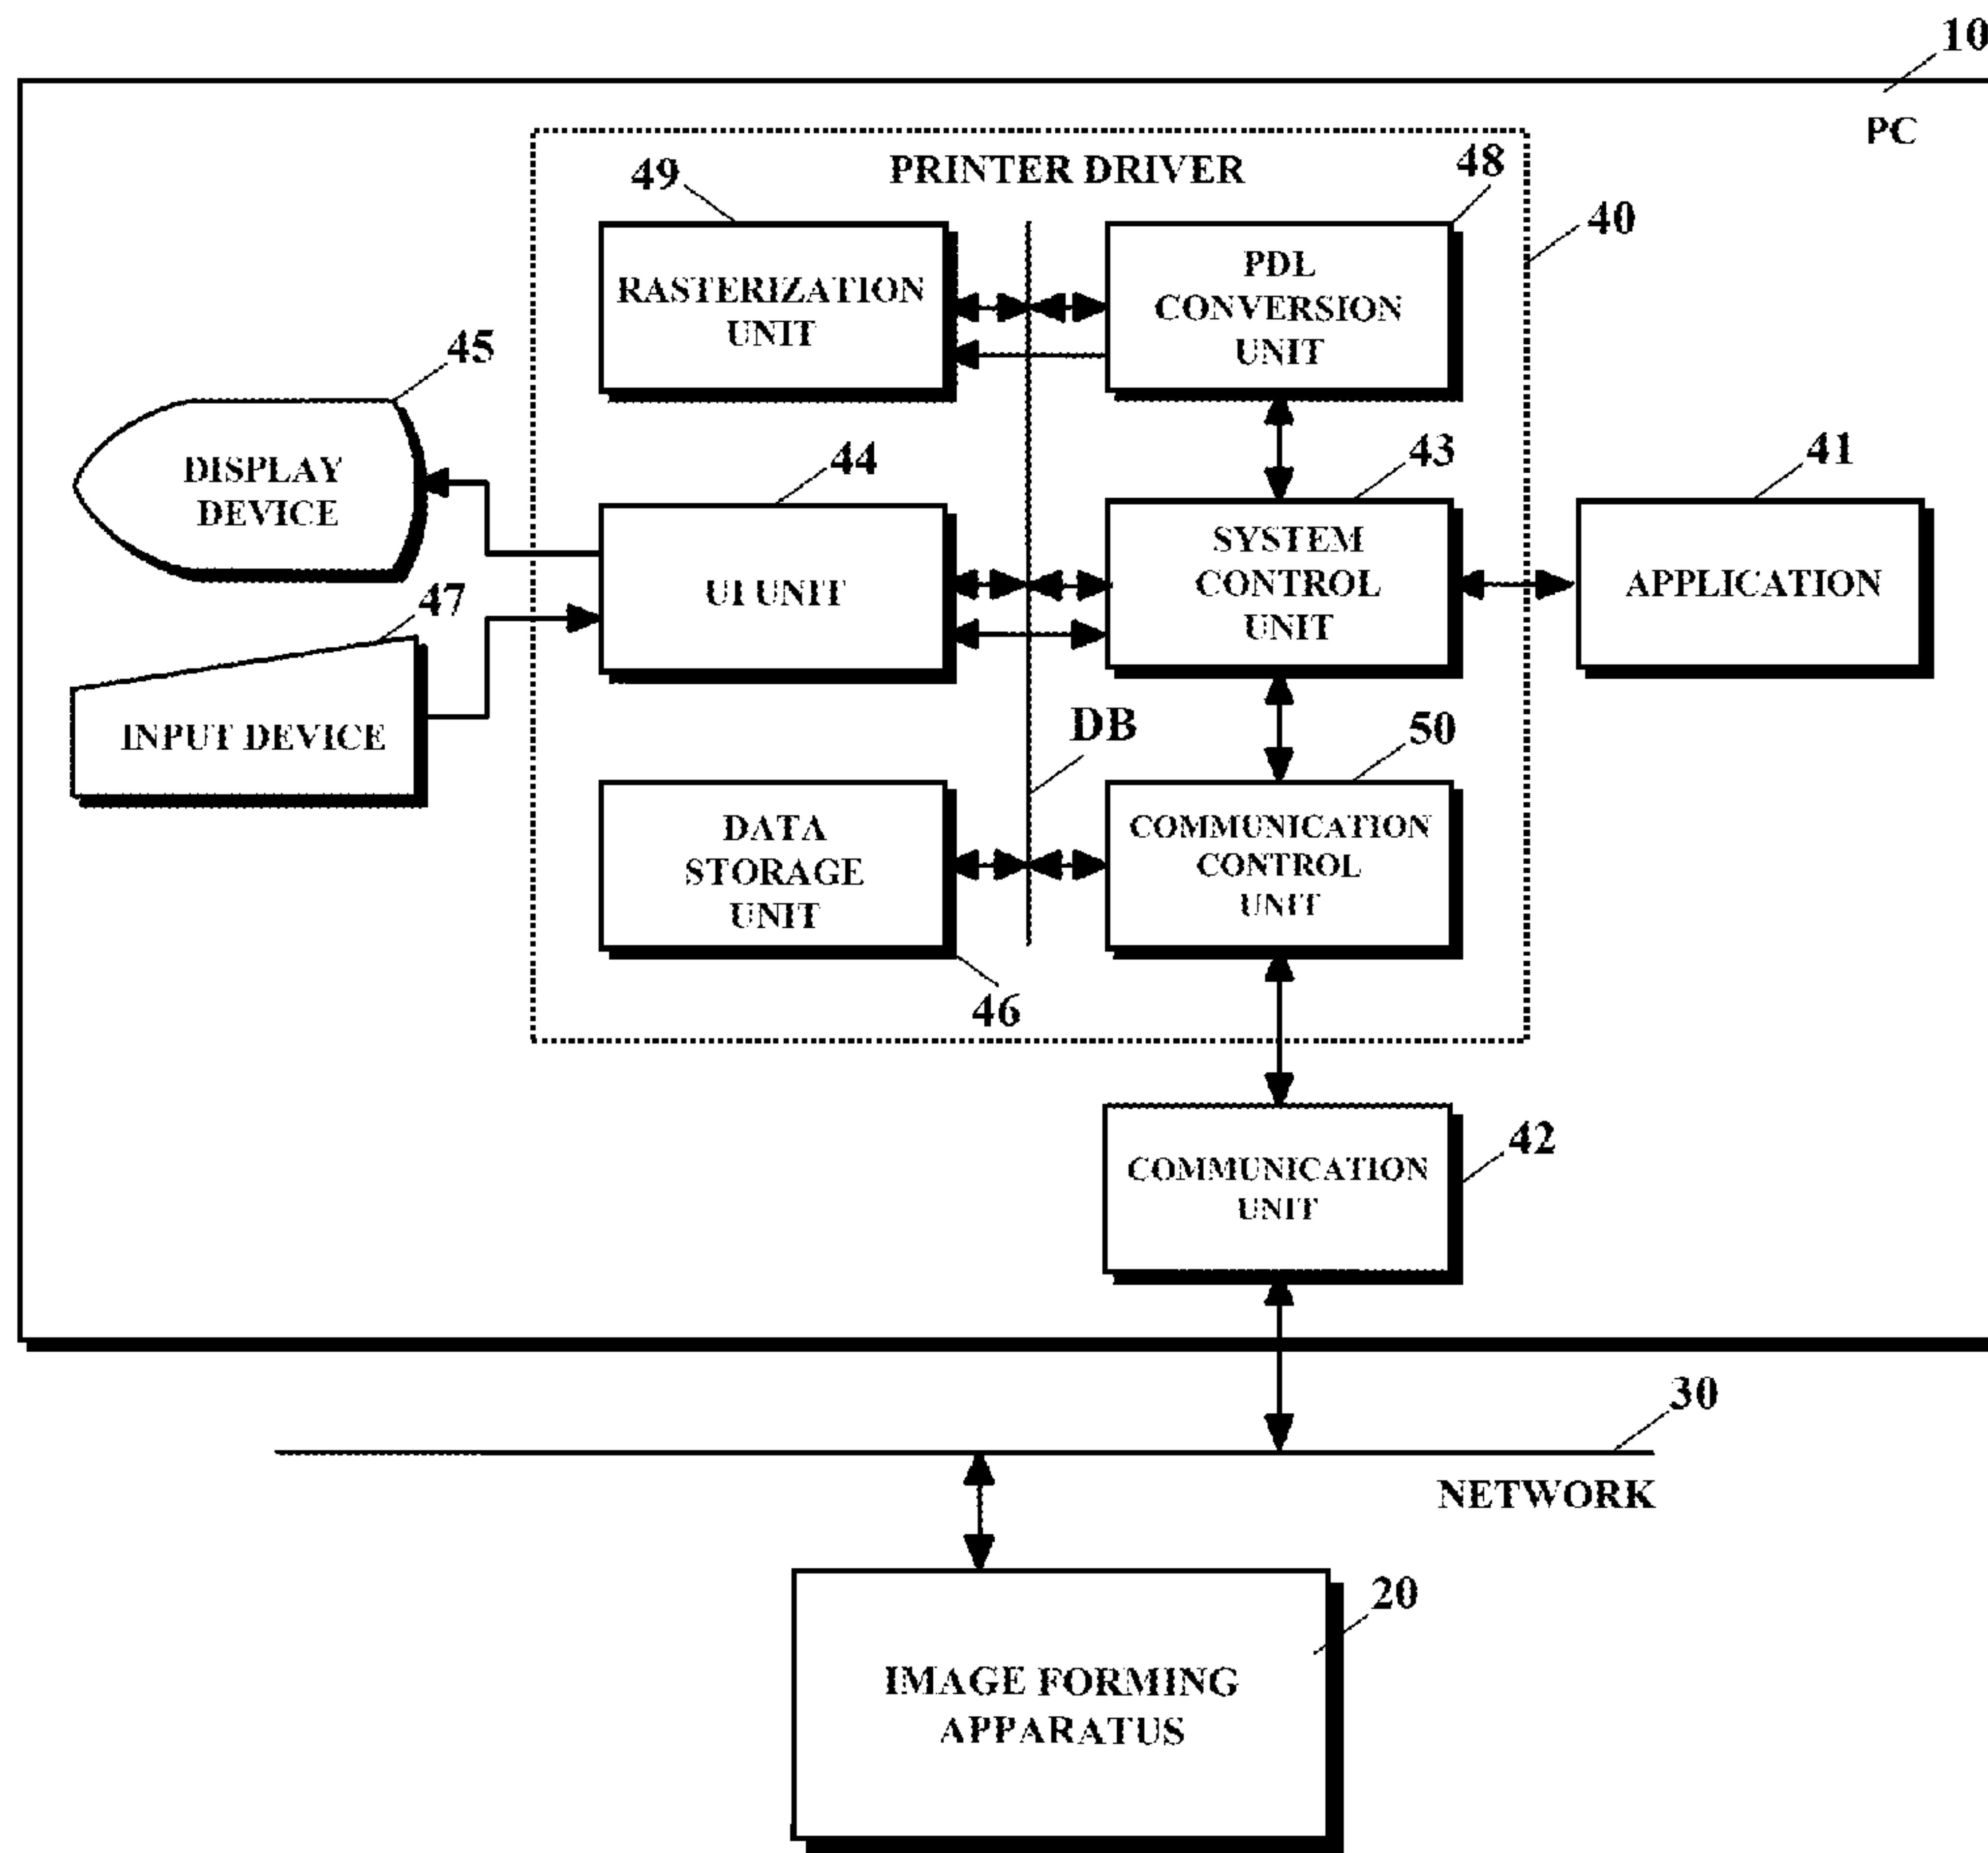 10
PC
PRINTER DRIVER
49
48
40
RASTERIZATION
UNIT
PDL
CONVERSION
UNIT
45
DISPLAY
DEVICE
44
43
41
UI UNIT
SYSTEM
CONTROL
UNIT
APPLICATION
47
INPUT DEVICE
DB
50
DATA
STORAGE
UNIT
COMMUNICATION
CONTROL
UNIT
46
42
COMMUNICATION
UNIT
30
NETWORK
20
IMAGE FORMING
APPARATUS